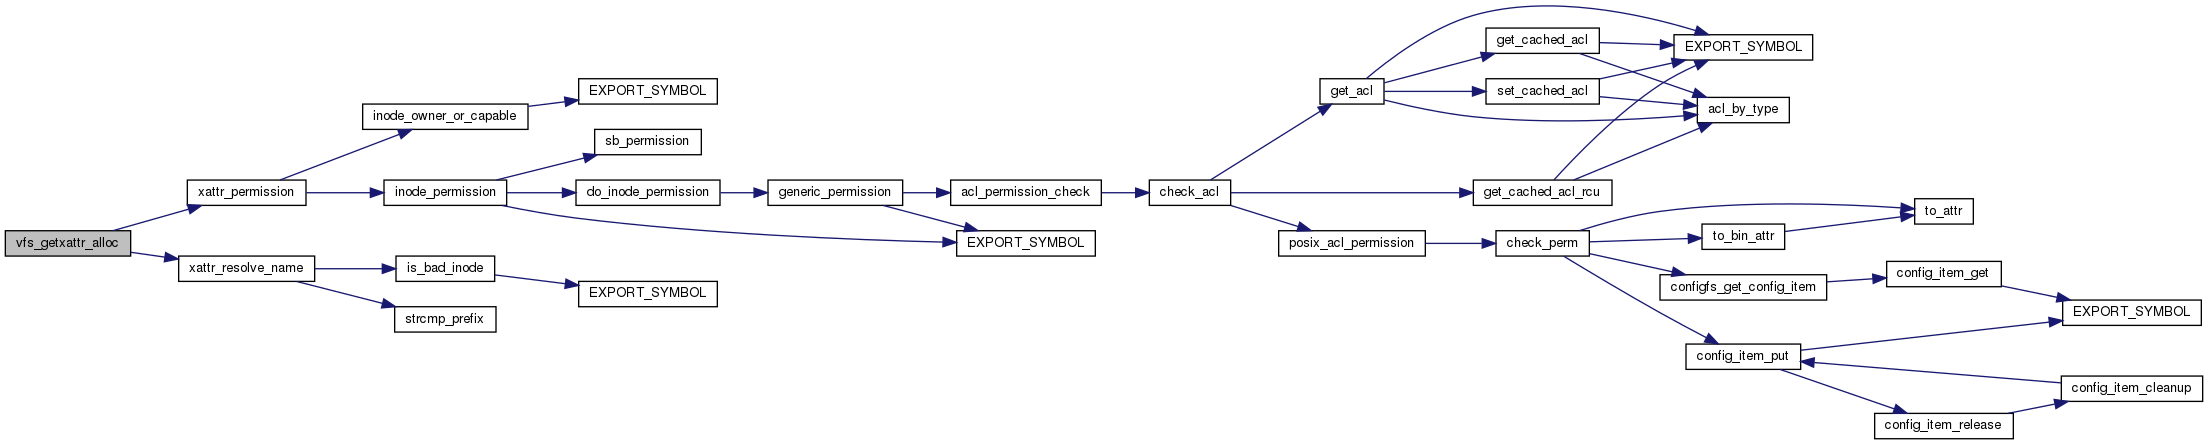 vfs_getxattr_alloc
xattr_permission
xattr_resolve_name
inode_owner_or_capable
inode_permission
is_bad_inode
strcmp_prefix
EXPORT_SYMBOL
sb_permission
do_inode_permission
EXPORT_SYMBOL
generic_permission
acl_permission_check
EXPORT_SYMBOL
check_acl
get_acl
posix_acl_permission
get_cached_acl
set_cached_acl
get_cached_acl_rcu
check_perm
EXPORT_SYMBOL
acl_by_type
to_bin_attr
configfs_get_config_item
config_item_put
to_attr
config_item_get
config_item_release
EXPORT_SYMBOL
config_item_cleanup